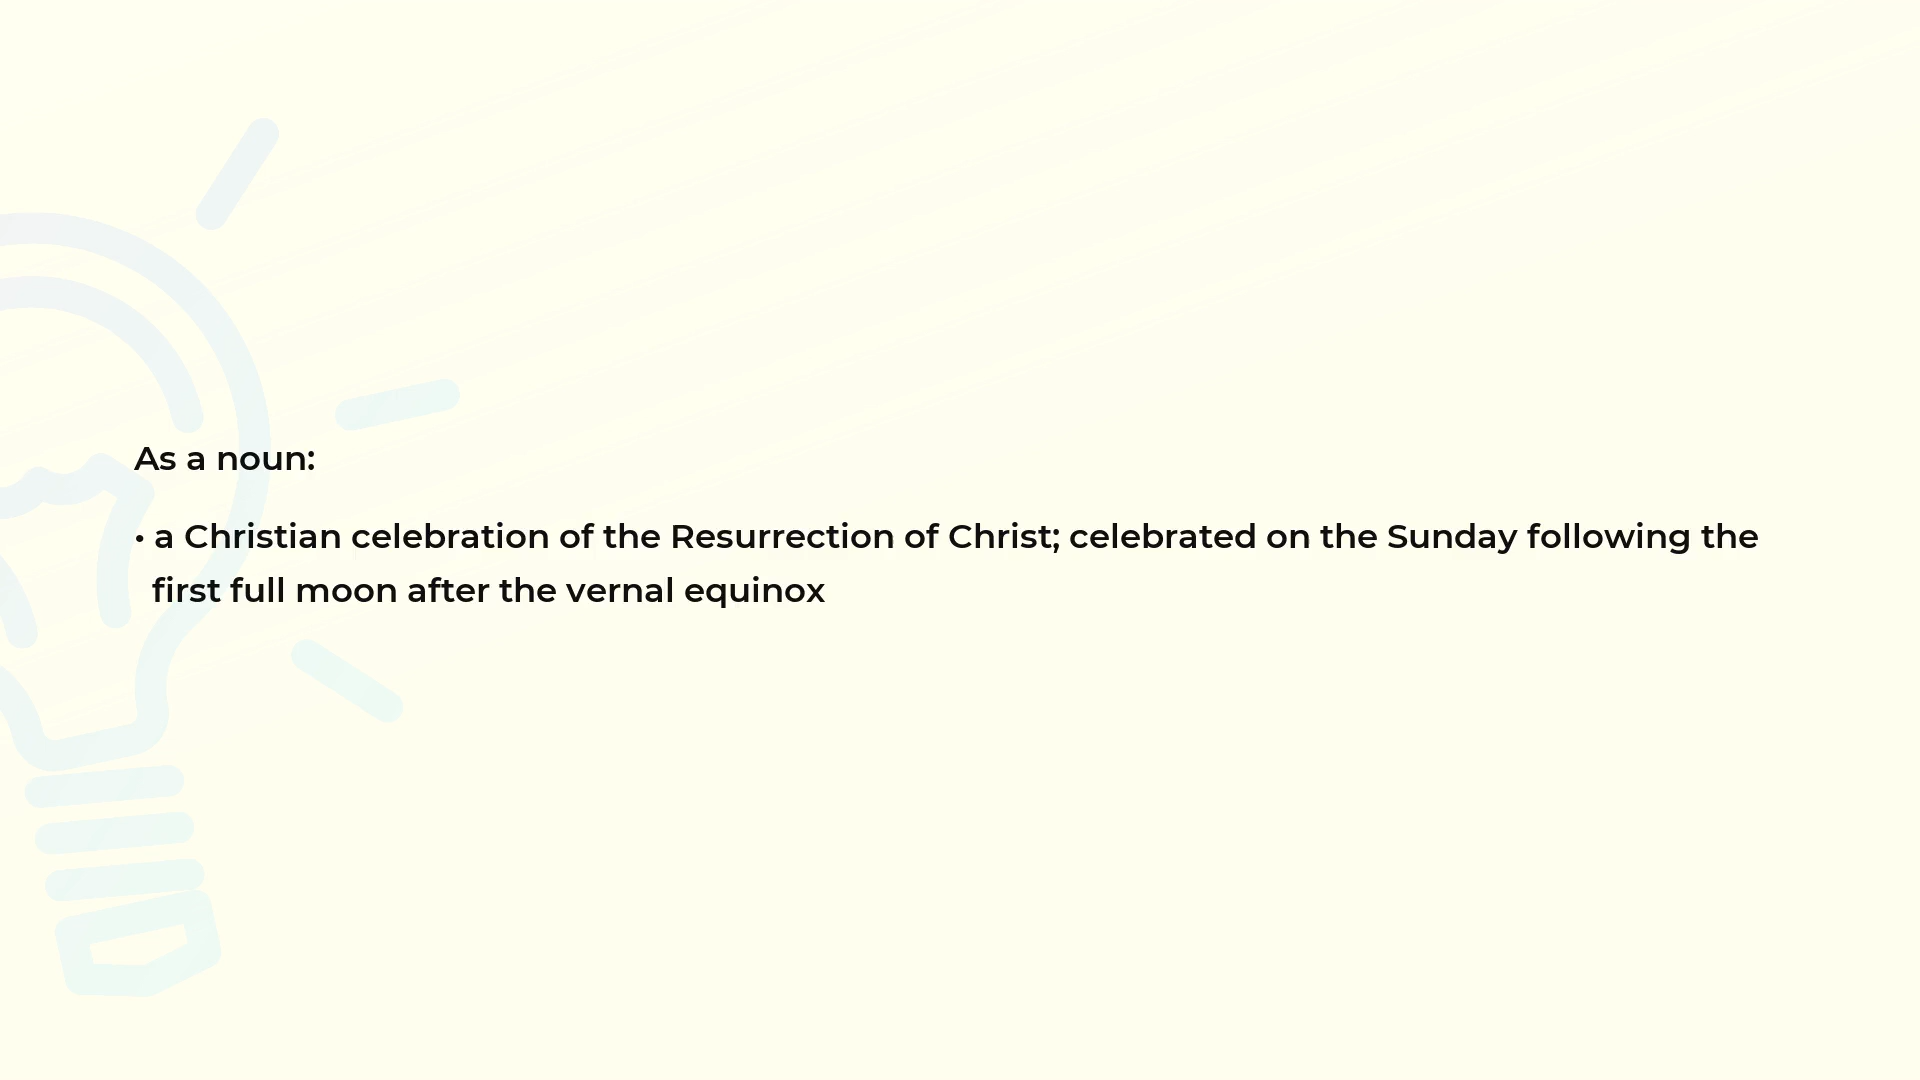 As a noun:
• a Christian celebration of the Resurrection of Christ; celebrated on the Sunday following the
first full moon after the vernal equinox